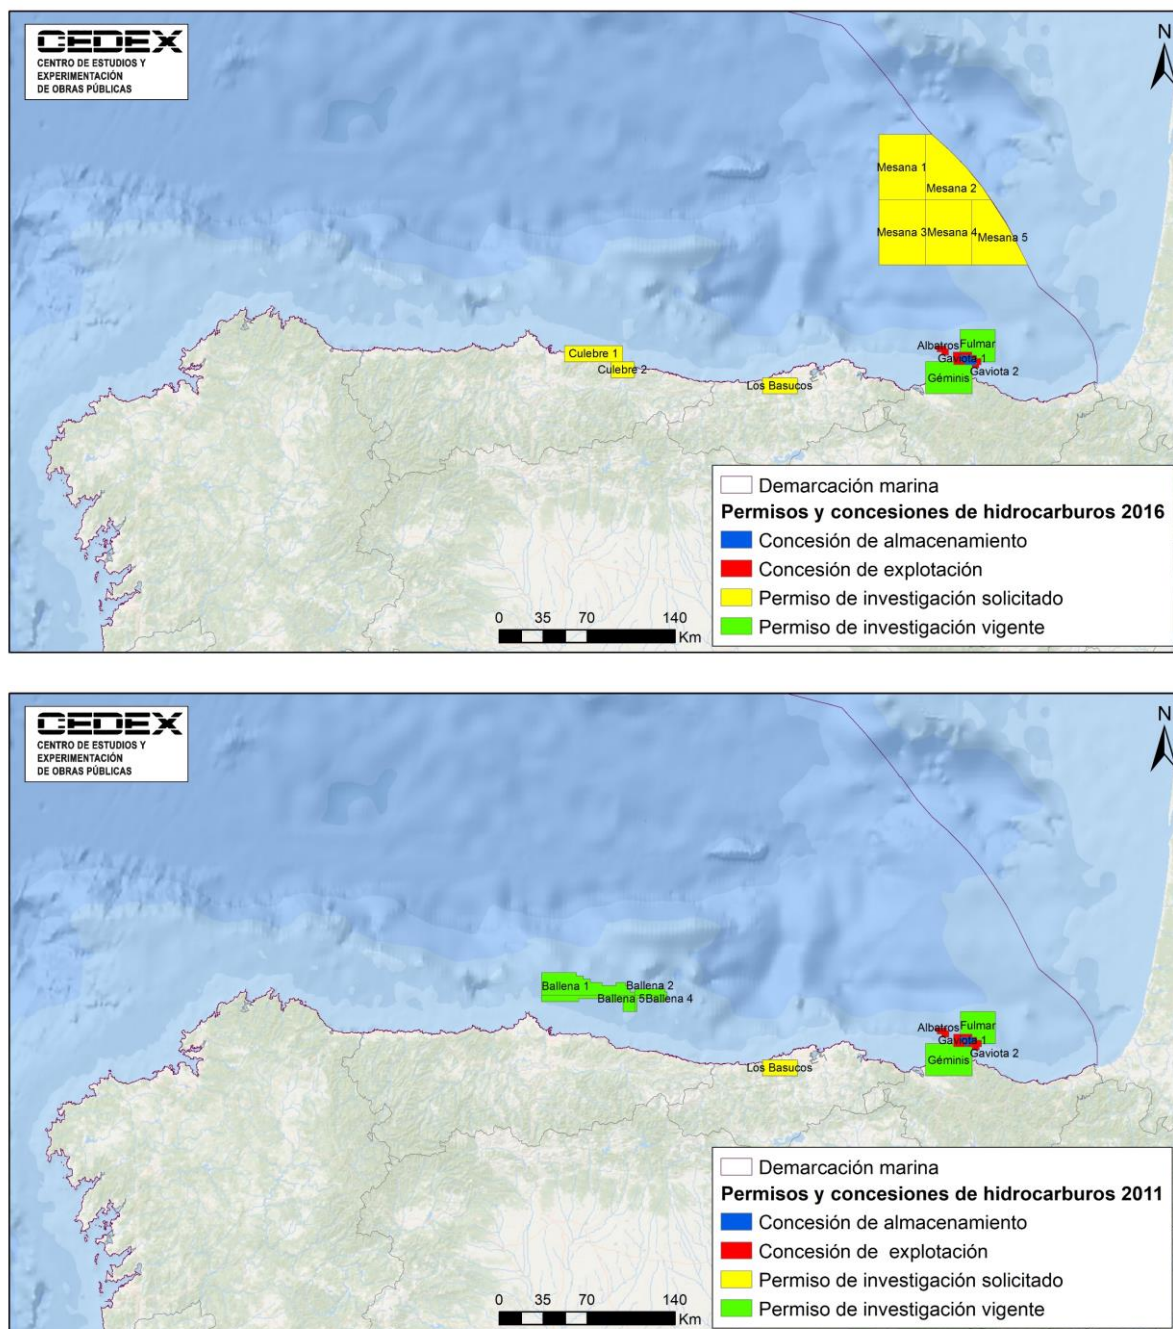 CEDEX
CENTRO DE ESTUDIOS Y
EXPERIMENTACIÓN
DE OBRAS PÚBLICAS
N
Mesana 1
Mesana 2
Mesana 3
Mesana 4
Mesana 5
Albatros
Fulmar
Gaviota 1
Gaviota 2
Géminis
Culebre 1
Culebre 2
Los Basucos
Demarcación marina
Permisos y concesiones de hidrocarburos 2016
Concesión de almacenamiento
Concesión de explotación
Permiso de investigación solicitado
Permiso de investigación vigente
0 35 70 140
Km
CEDEX
CENTRO DE ESTUDIOS Y
EXPERIMENTACIÓN
DE OBRAS PÚBLICAS
N
Ballena 1
Ballena 2
Ballena 5
Ballena 4
Albatros
Fulmar
Gaviota 1
Gaviota 2
Géminis
Los Basucos
Demarcación marina
Permisos y concesiones de hidrocarburos 2011
Concesión de almacenamiento
Concesión de explotación
Permiso de investigación solicitado
Permiso de investigación vigente
0 35 70 140
Km